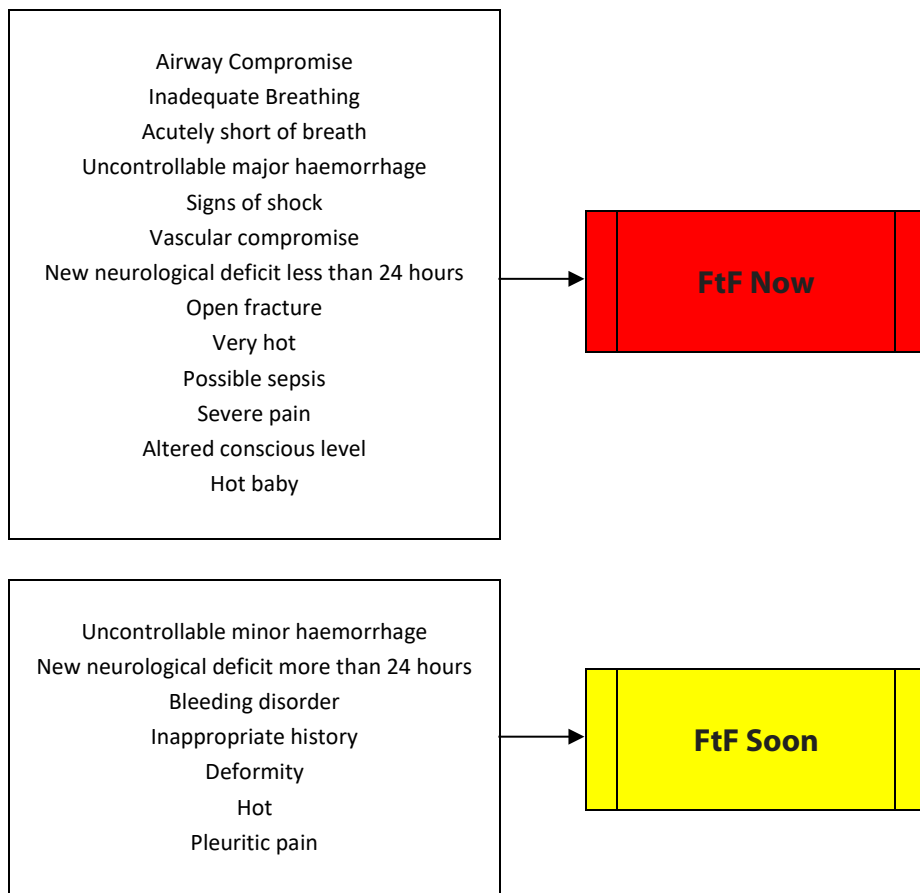 Airway Compromise
Inadequate Breathing
Acutely short of breath
Uncontrollable major haemorrhage
Signs of shock
Vascular compromise
New neurological deficit less than 24 hours
Open fracture
Very hot
Possible sepsis
Severe pain
Altered conscious level
Hot baby
FtF Now
Uncontrollable minor haemorrhage
New neurological deficit more than 24 hours
Bleeding disorder
Inappropriate history
Deformity
Hot
Pleuritic pain
FtF Soon